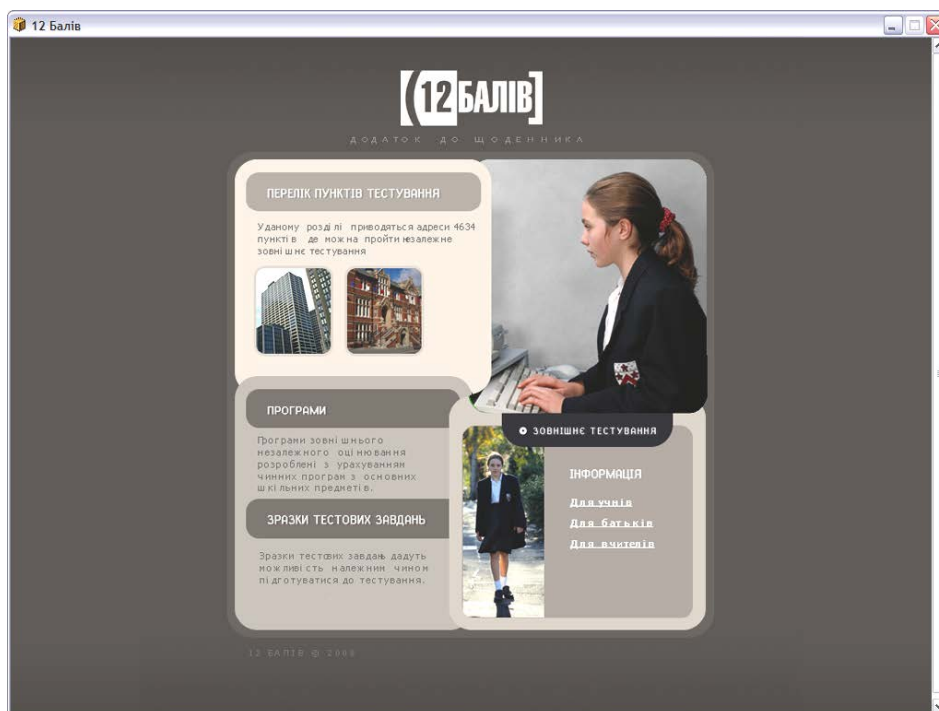 12 Балів
(12БАЛІВ]
ДОДАТОК ДО ЩОДЕННИКА
ПЕРЕЛІК ПУНКТІВ ТЕСТУВАННЯ
Уданому розділі приводяться адреси 4634
пунктів де можна пройти незалежне
зовнішнє тестування
ПРОГРАМИ
Програми зовнішнього
незалежного оцінювання
розроблені з урахуванням
чинних програм з основних
шкільних предметів.
ЗРАЗКИ ТЕСТОВИХ ЗАВДАНЬ
Зразки тестових завдань дадуть
можливість належним чином
підготуватися до тестування.
ЗОВНІШНЄ ТЕСТУВАННЯ
ІНФОРМАЦІЯ
Для учнів
Для батьків
Для вчителів
12 БАЛІВ ©